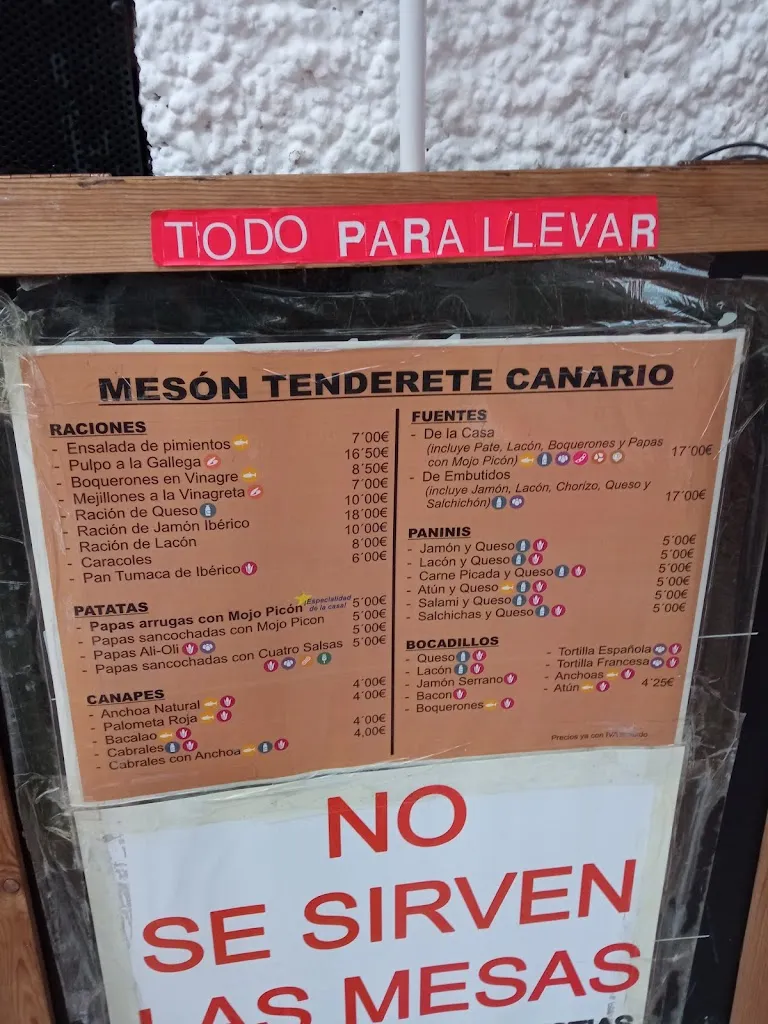 TODO PARA LLEVAR
MESÓN TENDERETE CANARIO
RACIONES
- Ensalada de pimientos 7´00€
- Pulpo a la Gallega 16´50€
- Boquerones en Vinagre 8´50€
- Mejillones a la Vinagreta 7´00€
- Ración de Queso 10´00€
- Ración de Jamón Ibérico 18´00€
- Ración de Lacón 10´00€
- Caracoles 8´00€
- Pan Tumaca de Ibérico 6´00€
PATATAS
¡Especialidad
de la casa!
- Papas arrugas con Mojo Picón 5´00€
- Papas sancochadas con Mojo Picon 5´00€
- Papas Ali-Oli 5´00€
- Papas sancochadas con Cuatro Salsas 5´00€
CANAPES
- Anchoa Natural 4´00€
- Palometa Roja 4´00€
- Bacalao
- Cabrales 4´00€
- Cabrales con Anchoa 4,00€
FUENTES
- De la Casa
(incluye Pate, Lacón, Boquerones y Papas
con Mojo Picón) 17´00€
- De Embutidos
(incluye Jamón, Lacón, Chorizo, Queso y
Salchichón) 17´00€
PANINIS
- Jamón y Queso 5´00€
- Lacón y Queso 5´00€
- Carne Picada y Queso 5´00€
- Atún y Queso 5´00€
- Salami y Queso 5´00€
- Salchichas y Queso 5´00€
BOCADILLOS
- Queso
- Lacón
- Jamón Serrano
- Bacon
- Boquerones
- Tortilla Española
- Tortilla Francesa
- Anchoas
- Atún 4´25€
Precios ya con
NO
SE SIRVEN
LAS MESAS